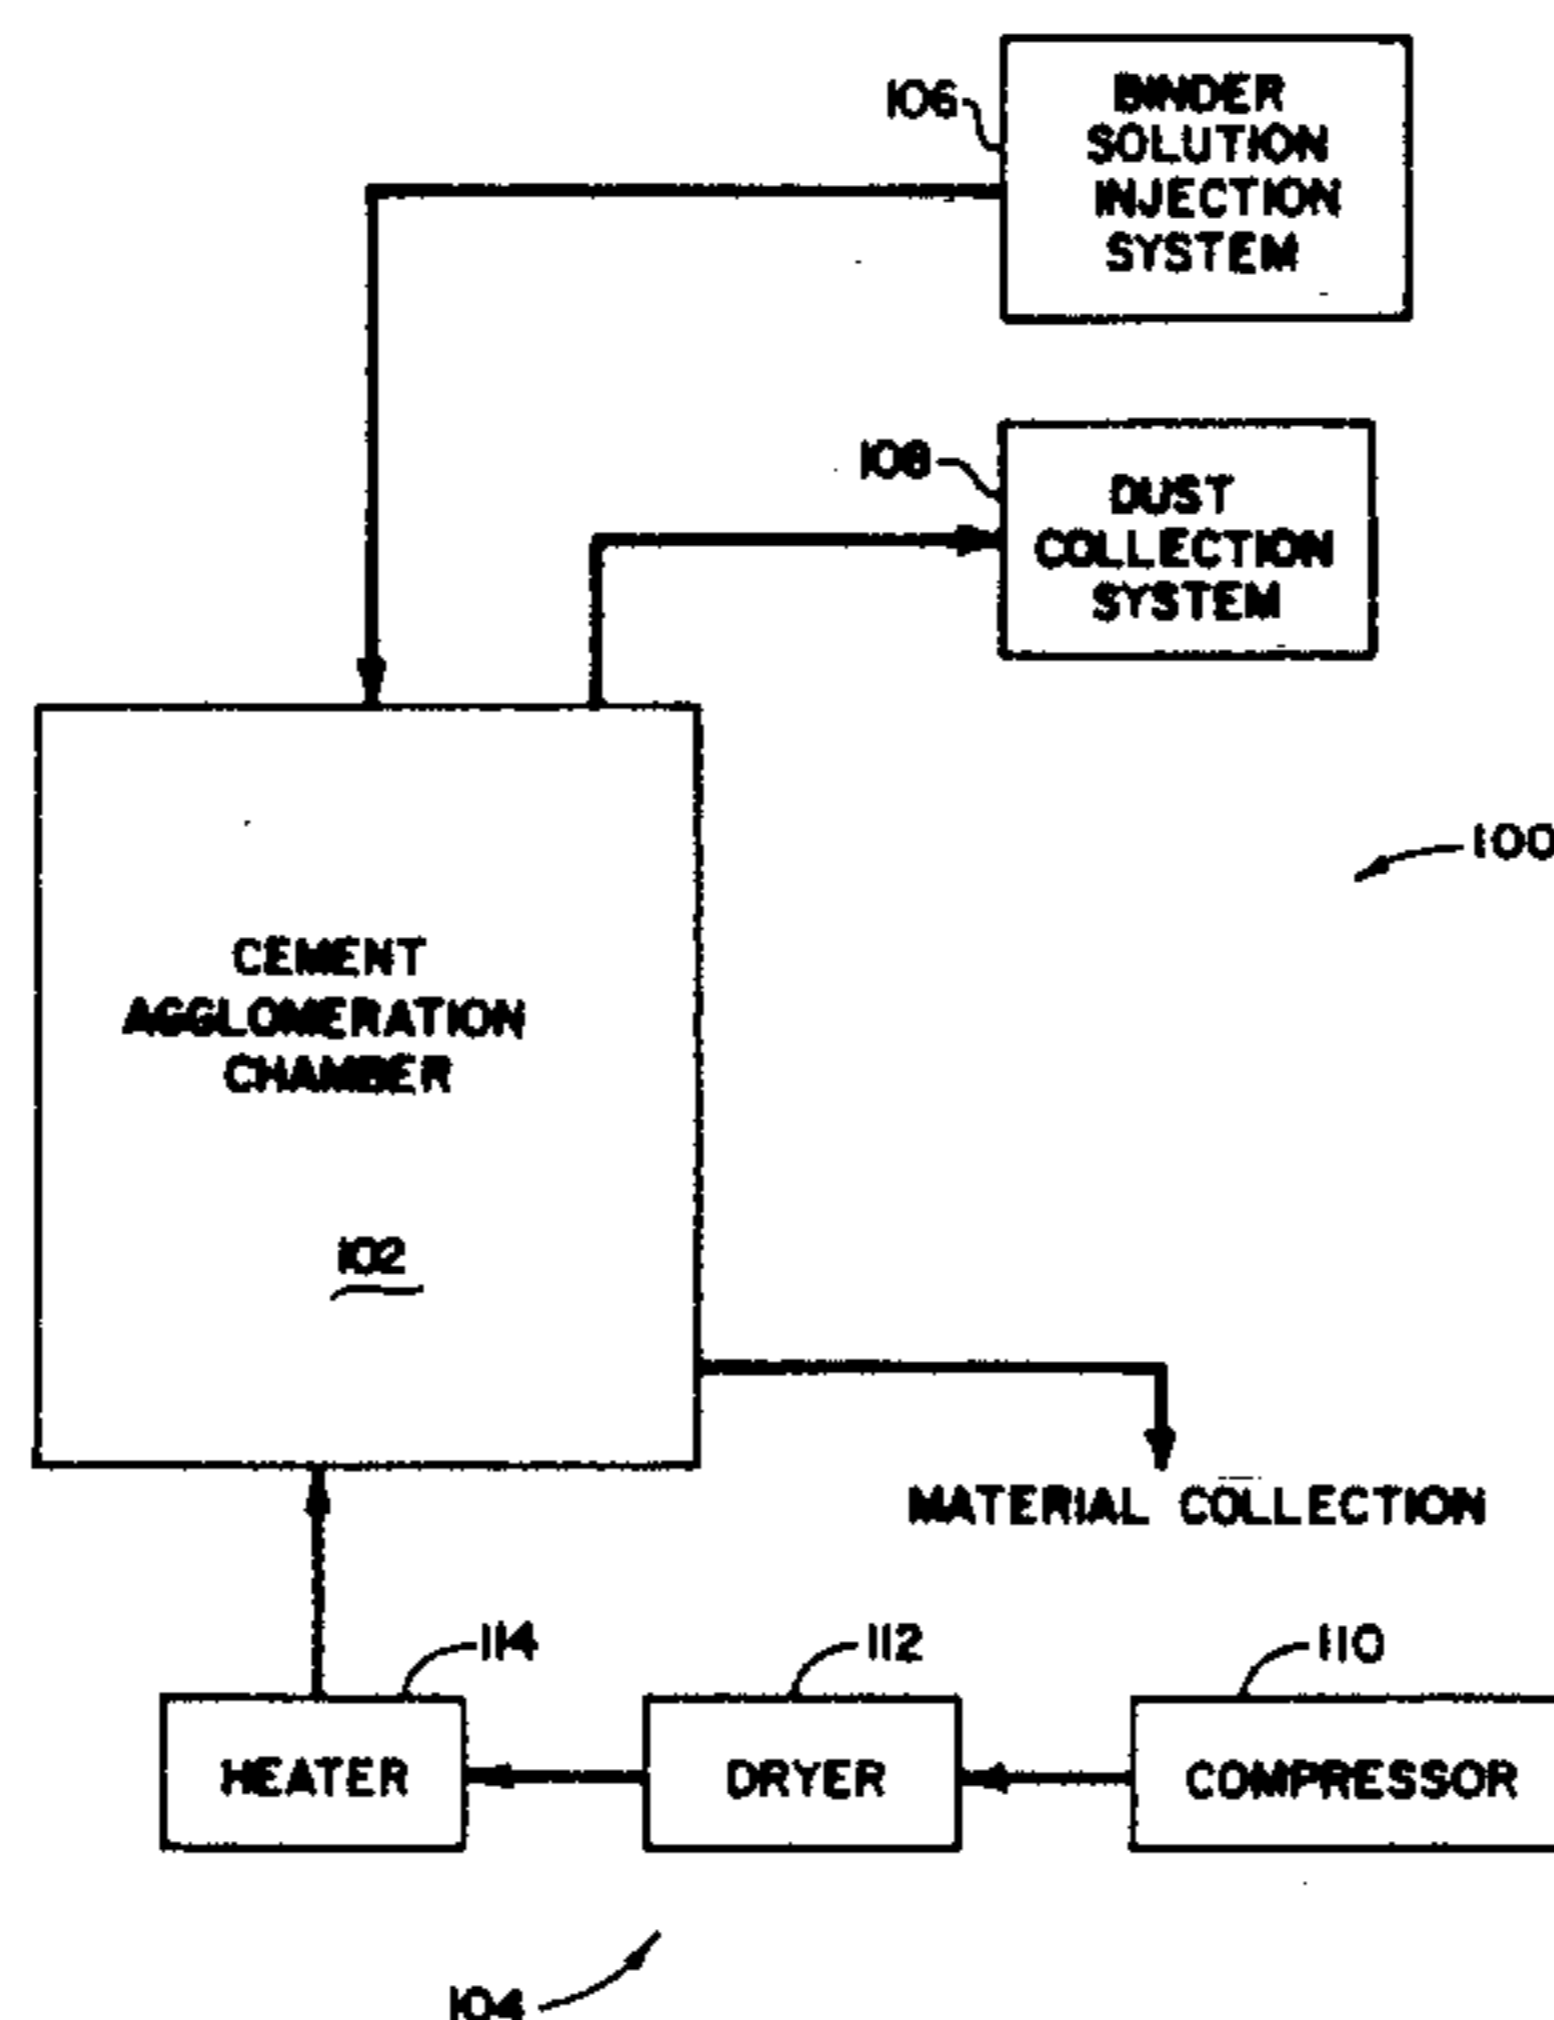 106
BINDER
SOLUTION
INJECTION
SYSTEM
108
DUST
COLLECTION
SYSTEM
100
CEMENT
AGGLOMERATION
CHAMBER
102
MATERIAL COLLECTION
114
112
110
HEATER
DRYER
COMPRESSOR
104